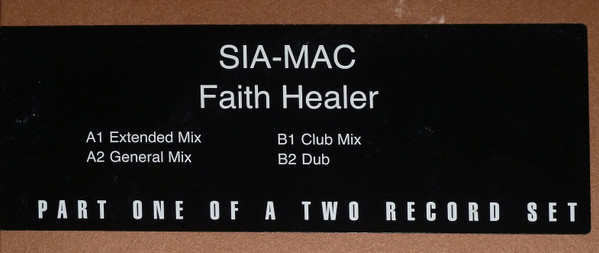 SIA-MAC
Faith Healer
A1 Extended Mix
A2 General Mix
B1 Club Mix
B2 Dub
PART ONE OF A TWO RECORD SET